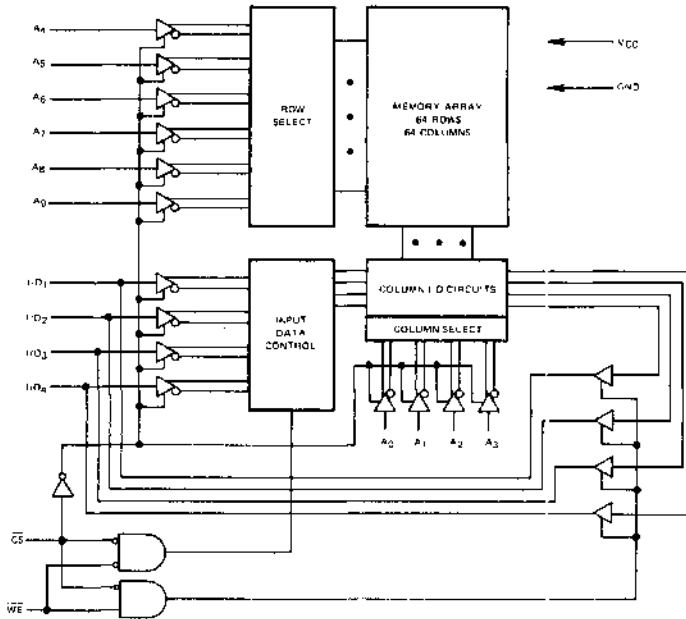 A4
A5
A6
A7
A8
A9
ROW
SELECT
MEMORY ARRAY
64 ROWS
64 COLUMNS
VCC
GND
I/O1
I/O2
I/O3
I/O4
INPUT
DATA
CONTROL
COLUMN I/O CIRCUITS
COLUMN SELECT
A0
A1
A2
A3
CS
WE